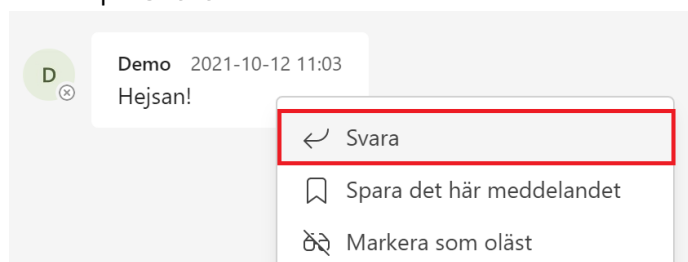 D
Demo 2021-10-12 11:03
Hejsan!
Svara
Spara det här meddelandet
Markera som oläst